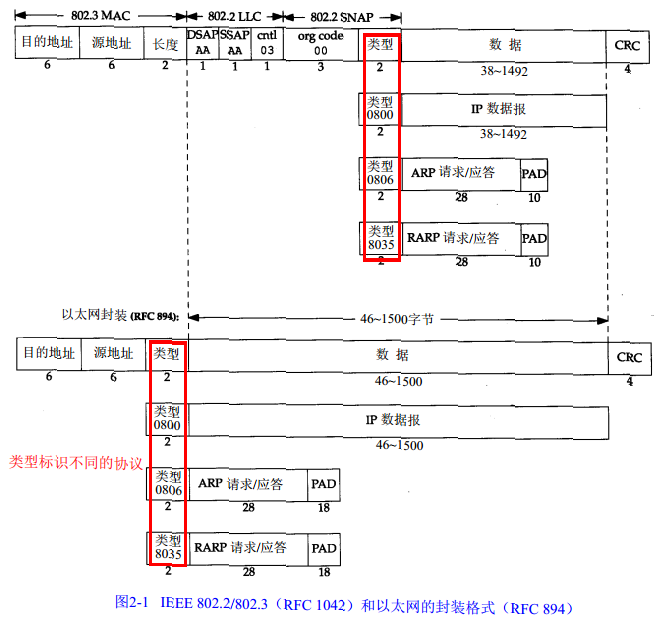 802.3 MAC 802.2 LLC 802.2 SNAP
目的地址 源地址 长度 DSAP AA SSAP AA cntl 03 org code 00 类型 数 据 CRC
6 6 2 1 1 1 3 2 38~1492 4
类型 0800 IP 数据报
2 38~1492
类型 0806 ARP 请求/应答 PAD
2 28 10
类型 8035 RARP 请求/应答 PAD
2 28 10
以太网封装 (RFC 894): 46~1500字节
目的地址 源地址 类型 数 据 CRC
6 6 2 46~1500 4
类型 0800 IP 数据报
2 46~1500
类型标识不同的协议
类型 0806 ARP 请求/应答 PAD
2 28 18
类型 8035 RARP 请求/应答 PAD
2 28 18
图2-1 IEEE 802.2/802.3（RFC 1042）和以太网的封装格式（RFC 894）